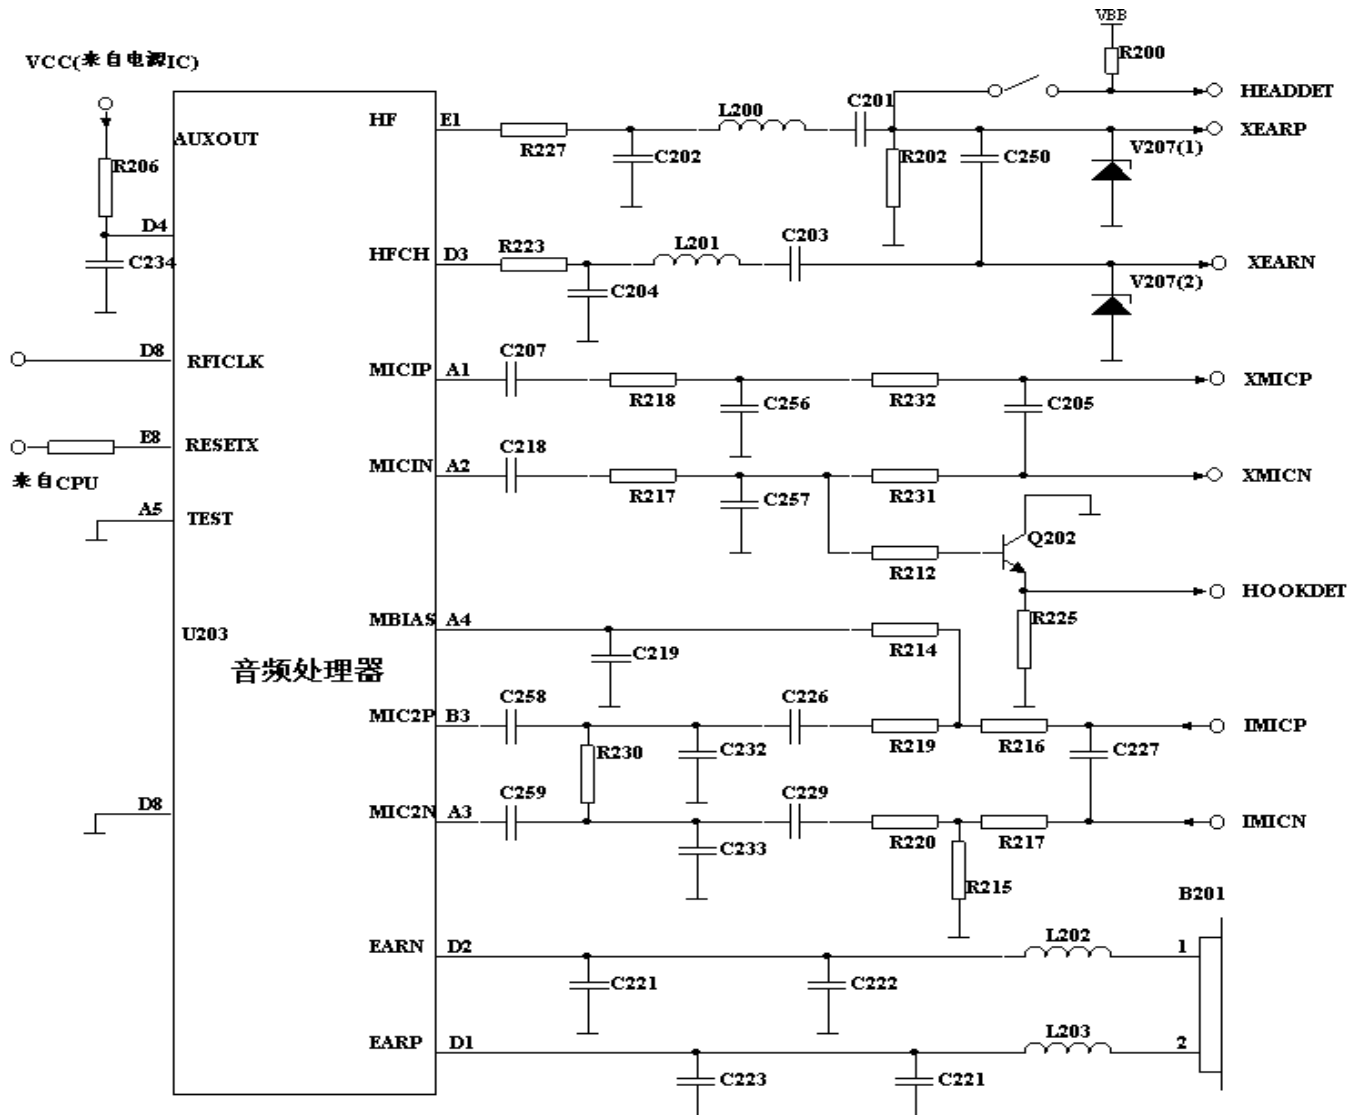 VBB
R200
VCC(来自电源IC)
HEADDET
HF
E1
L200
C201
XEARP
AUXOUT
R227
C202
R202
C250
V207(1)
R206
D4
C234
HFCH
D3
R223
L201
C203
XEARN
C204
V207(2)
D8
RFICLK
C207
MICIP
A1
R218
C256
R232
C205
XMICP
E8
RESETX
来自CPU
C218
MICIN
A2
R217
C257
R231
XMICN
A5
TEST
Q202
R212
HOOKDET
R225
MBIAS
A4
U203
C219
R214
音频处理器
C258
C226
MIC2P
B3
R230
C232
R219
R216
C227
IMICP
D8
C259
C229
MIC2N
A3
C233
R220
R217
IMICN
R215
B201
EARN
D2
L202
1
C221
C222
EARP
D1
L203
2
C223
C221